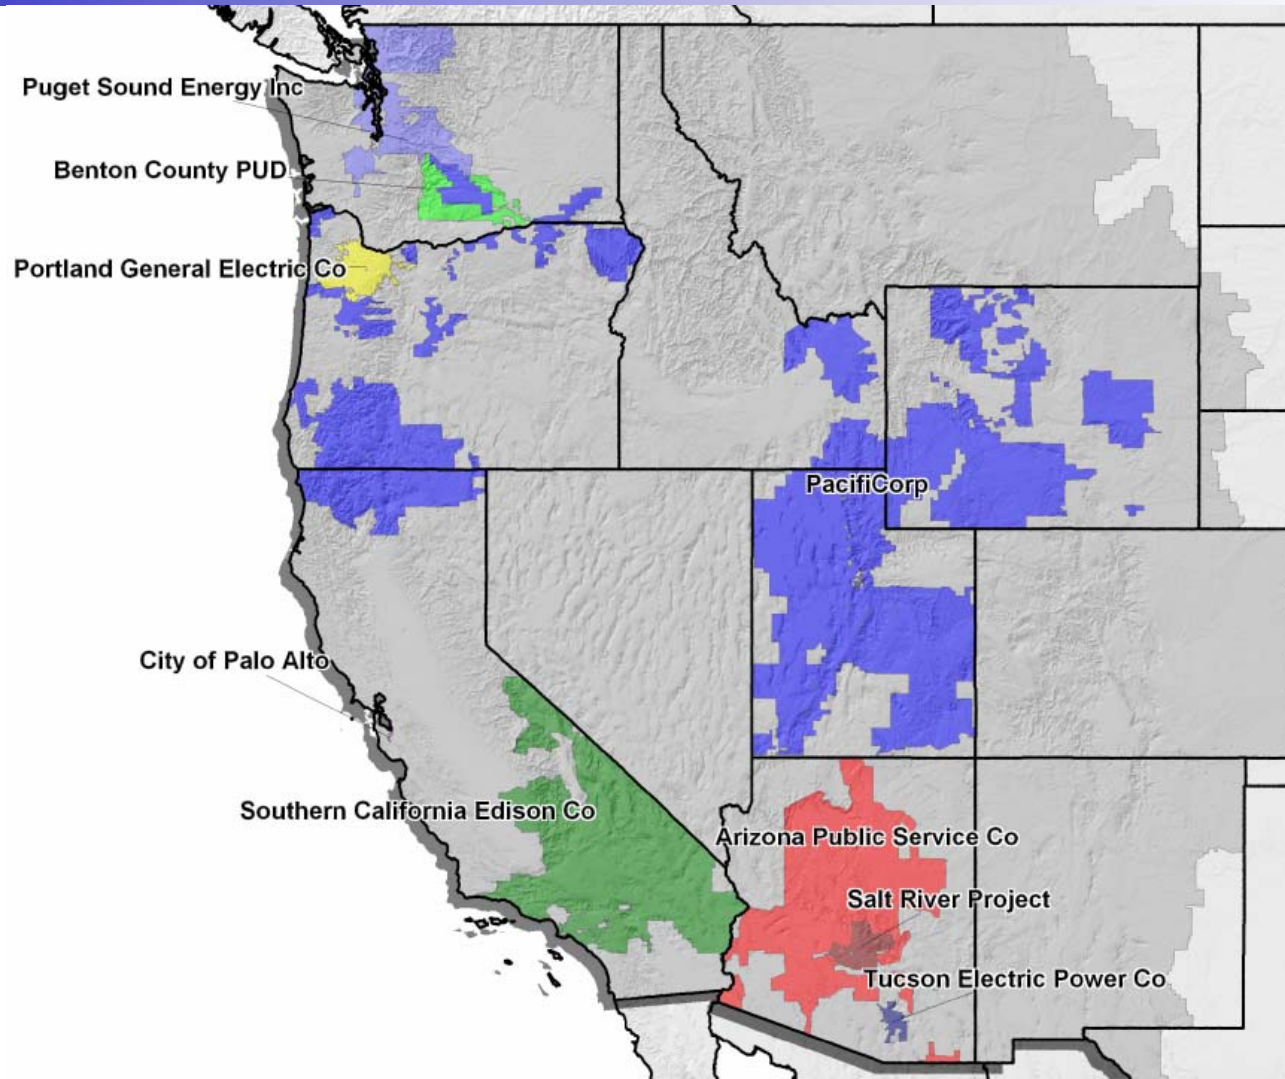 Puget Sound Energy Inc
Benton County PUD
Portland General Electric Co
PacifiCorp
City of Palo Alto
Southern California Edison Co
Arizona Public Service Co
Salt River Project
Tucson Electric Power Co